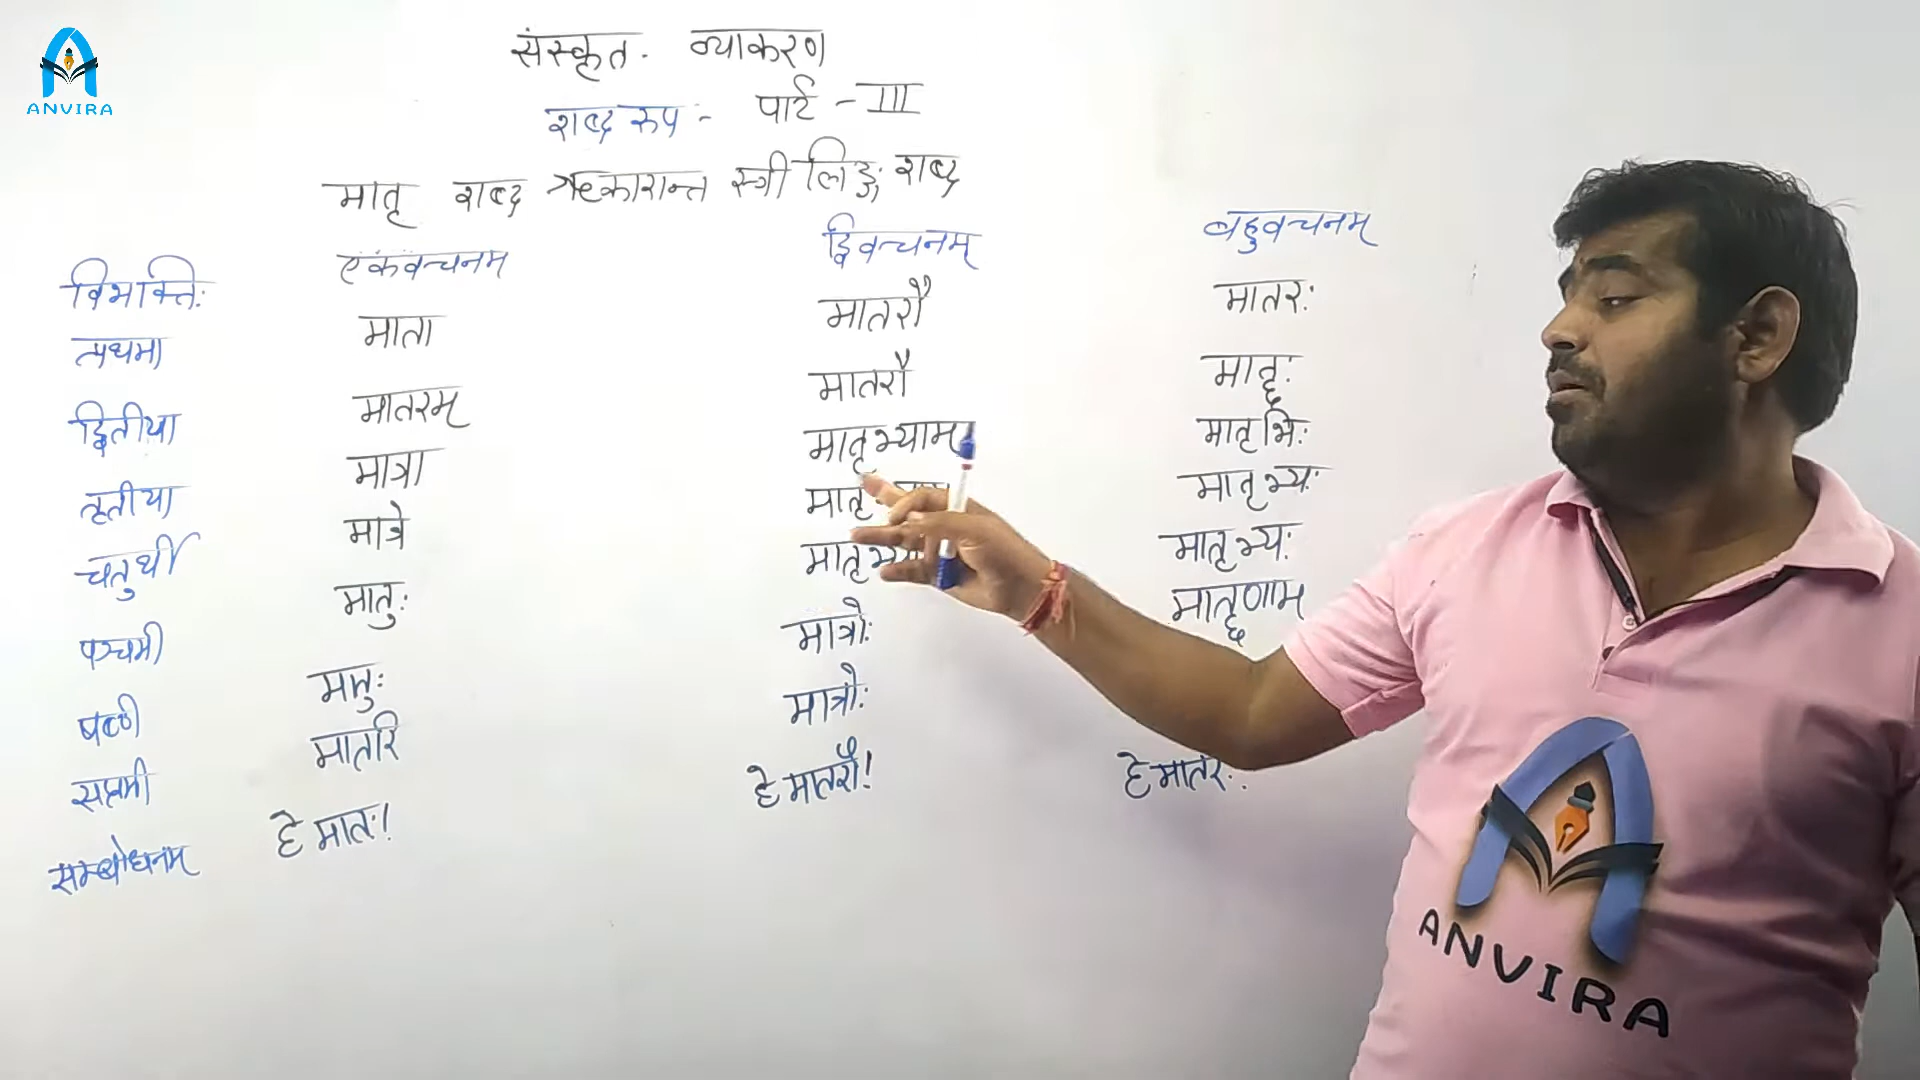 ANVIRA
संस्कृत - व्याकरण
शब्द रूप - पार्ट - III
मातृ शब्द ऋकारान्त स्त्रीलिङ्ग शब्द
विभक्तिः एकवचनम् द्विवचनम् बहुवचनम्
प्रथमा माता मातरौ मातरः
द्वितीया मातरम् मातरौ मातॄः
तृतीया मात्रा मातृभ्याम् मातृभिः
चतुर्थी मात्रे मातृभ्यः
पञ्चमी मातुः मातृभ्यः
षष्ठी मातुः मात्रोः मातॄणाम्
सप्तमी मातरि मात्रोः
सम्बोधनम् हे मातः! हे मातरौ! हे मातरः
ANVIRA